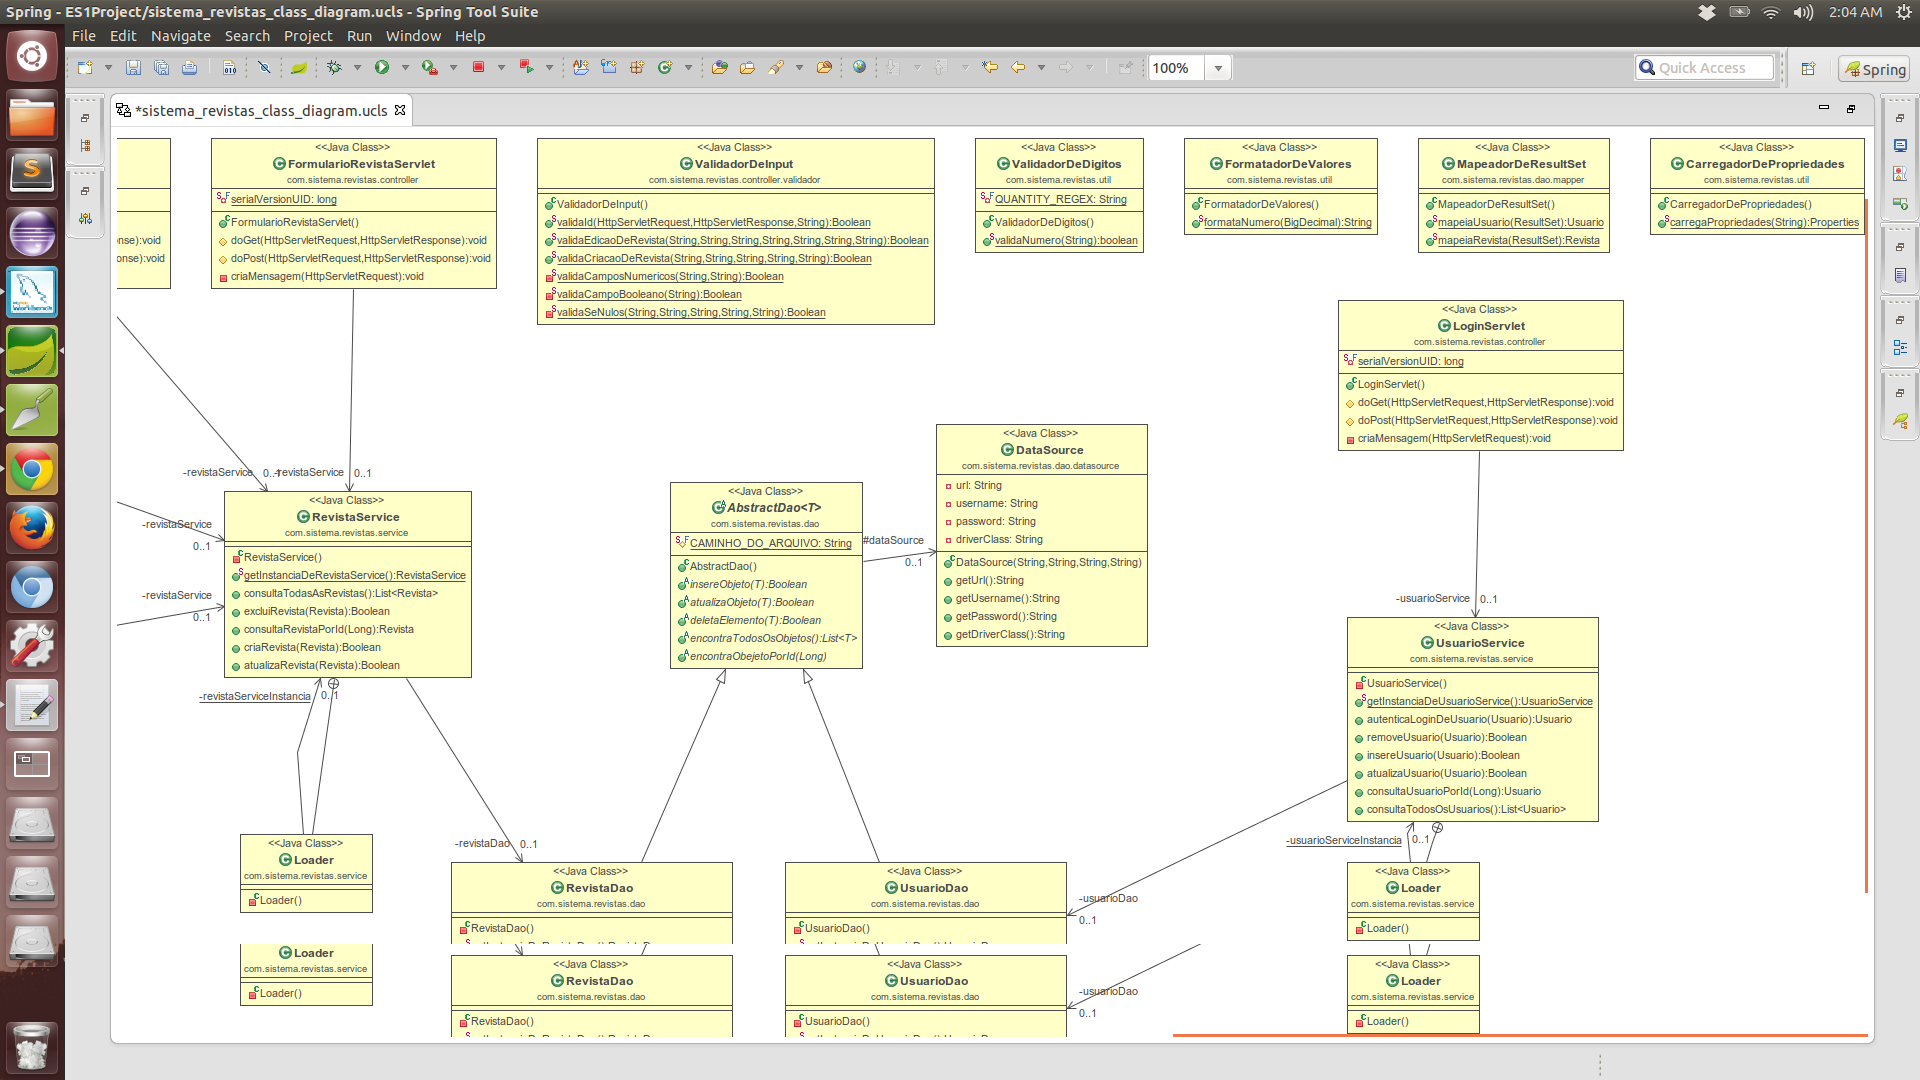 Spring - ES1Project/sistema_revistas_class_diagram.ucls - Spring Tool Suite
2:04 AM
File Edit Navigate Search Project Run Window Help
100%
Quick Access
Spring
*sistema_revistas_class_diagram.ucls
nse):void
onse):void
<<Java Class>>
FormularioRevistaServlet
com.sistema.revistas.controller
serialVersionUID: long
FormularioRevistaServlet()
doGet(HttpServletRequest,HttpServletResponse):void
doPost(HttpServletRequest,HttpServletResponse):void
criaMensagem(HttpServletRequest):void
<<Java Class>>
ValidadorDeInput
com.sistema.revistas.controller.validador
ValidadorDeInput()
validaId(HttpServletRequest,HttpServletResponse,String):Boolean
validaEdicaoDeRevista(String,String,String,String,String,String):Boolean
validaCriacaoDeRevista(String,String,String,String,String):Boolean
validaCamposNumericos(String,String):Boolean
validaCampoBooleano(String):Boolean
validaSeNulos(String,String,String,String,String):Boolean
<<Java Class>>
ValidadorDeDigitos
com.sistema.revistas.util
QUANTITY_REGEX: String
ValidadorDeDigitos()
validaNumero(String):boolean
<<Java Class>>
FormatadorDeValores
com.sistema.revistas.util
FormatadorDeValores()
formataNumero(BigDecimal):String
<<Java Class>>
MapeadorDeResultSet
com.sistema.revistas.dao.mapper
MapeadorDeResultSet()
mapeiaUsuario(ResultSet):Usuario
mapeiaRevista(ResultSet):Revista
<<Java Class>>
CarregadorDePropriedades
com.sistema.revistas.util
CarregadorDePropriedades()
carregaPropriedades(String):Properties
<<Java Class>>
LoginServlet
com.sistema.revistas.controller
serialVersionUID: long
LoginServlet()
doGet(HttpServletRequest,HttpServletResponse):void
doPost(HttpServletRequest,HttpServletResponse):void
criaMensagem(HttpServletRequest):void
-revistaService 0..1
-revistaService 0..1
-revistaService
0..1
-revistaService
0..1
<<Java Class>>
RevistaService
com.sistema.revistas.service
RevistaService()
getInstanciaDeRevistaService():RevistaService
consultaTodasAsRevistas():List<Revista>
excluiRevista(Revista):Boolean
consultaRevistaPorId(Long):Revista
criaRevista(Revista):Boolean
atualizaRevista(Revista):Boolean
-revistaServiceInstancia 0..1
<<Java Class>>
AbstractDao<T>
com.sistema.revistas.dao
CAMINHO_DO_ARQUIVO: String
AbstractDao()
insereObjeto(T):Boolean
atualizaObjeto(T):Boolean
deletaElemento(T):Boolean
encontraTodosOsObjetos():List<T>
encontraObejetoPorId(Long)
#dataSource
0..1
<<Java Class>>
DataSource
com.sistema.revistas.dao.datasource
url: String
username: String
password: String
driverClass: String
DataSource(String,String,String,String)
getUrl():String
getUsername():String
getPassword():String
getDriverClass():String
-usuarioService 0..1
<<Java Class>>
UsuarioService
com.sistema.revistas.service
UsuarioService()
getInstanciaDeUsuarioService():UsuarioService
autenticaLoginDeUsuario(Usuario):Usuario
removeUsuario(Usuario):Boolean
insereUsuario(Usuario):Boolean
atualizaUsuario(Usuario):Boolean
consultaUsuarioPorId(Long):Usuario
consultaTodosOsUsuarios():List<Usuario>
-usuarioServiceInstancia 0..1
<<Java Class>>
Loader
com.sistema.revistas.service
Loader()
-revistaDao 0..1
<<Java Class>>
RevistaDao
com.sistema.revistas.dao
RevistaDao()
<<Java Class>>
UsuarioDao
com.sistema.revistas.dao
UsuarioDao()
-usuarioDao
0..1
<<Java Class>>
Loader
com.sistema.revistas.service
Loader()
Loader
com.sistema.revistas.service
Loader()
<<Java Class>>
RevistaDao
com.sistema.revistas.dao
RevistaDao()
<<Java Class>>
UsuarioDao
com.sistema.revistas.dao
UsuarioDao()
-usuarioDao
0..1
<<Java Class>>
Loader
com.sistema.revistas.service
Loader()